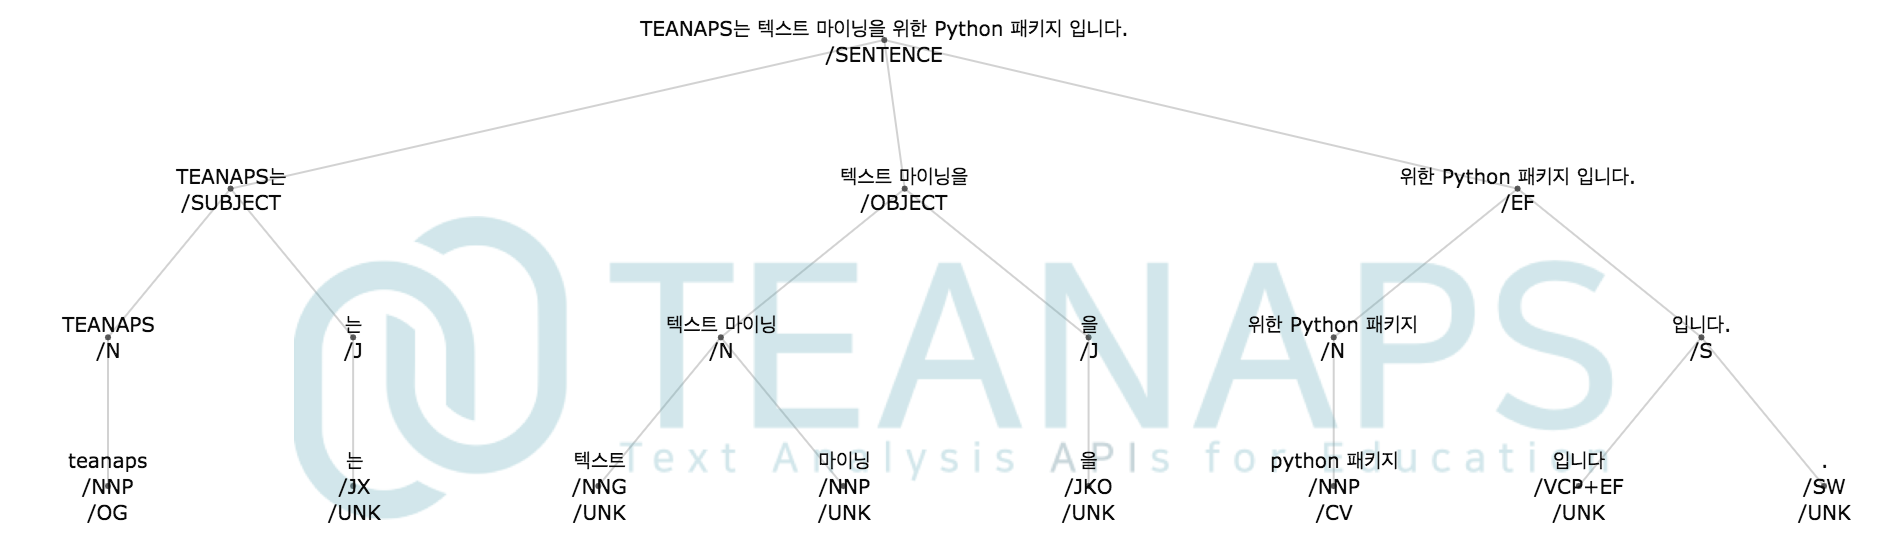 TEANAPS는 텍스트 마이닝을 위한 Python 패키지 입니다.
/SENTENCE
TEANAPS는
/SUBJECT
텍스트 마이닝을
/OBJECT
위한 Python 패키지 입니다.
/EF
TEANAPS
/N
는
/J
텍스트 마이닝
/N
을
/J
위한 Python 패키지
/N
입니다.
/S
teanaps
/NNP
/OG
는
/JX
/UNK
텍스트
/NNG
/UNK
마이닝
/NNP
/UNK
을
/JKO
/UNK
python 패키지
/NNP
/CV
입니다
/VCP+EF
/UNK
.
/SW
/UNK
TEANAPS
Text Analysis APIs for Education